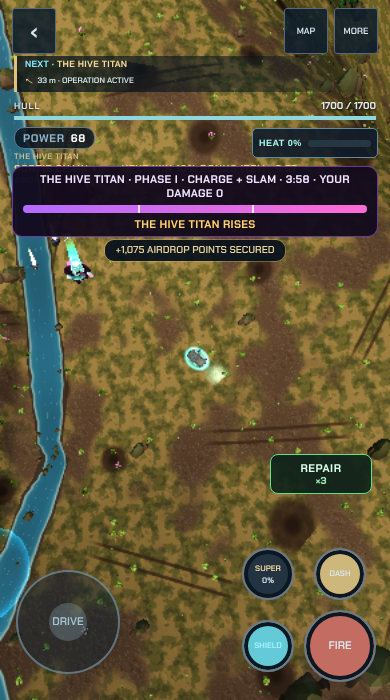 ‹
MAP
MORE
NEXT · THE HIVE TITAN
33 m · OPERATION ACTIVE
HULL
1700 / 1700
POWER 68
HEAT 0%
THE HIVE TITAN
THE HIVE TITAN · PHASE I · CHARGE + SLAM · 3:58 · YOUR
DAMAGE 0
THE HIVE TITAN RISES
+1,075 AIRDROP POINTS SECURED
REPAIR
×3
SUPER
0%
DASH
DRIVE
SHIELD
FIRE